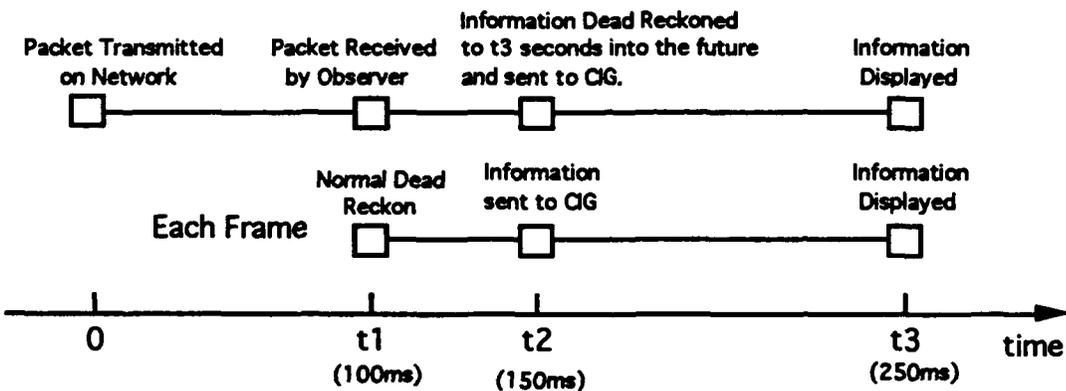 Packet Transmitted
on Network
Packet Received
by Observer
Information Dead Reckoned
to t3 seconds into the future
and sent to CIG.
Information
Displayed
Each Frame
Normal Dead
Reckon
Information
sent to CIG
Information
Displayed
0
t1
(100ms)
t2
(150ms)
t3
(250ms)
time